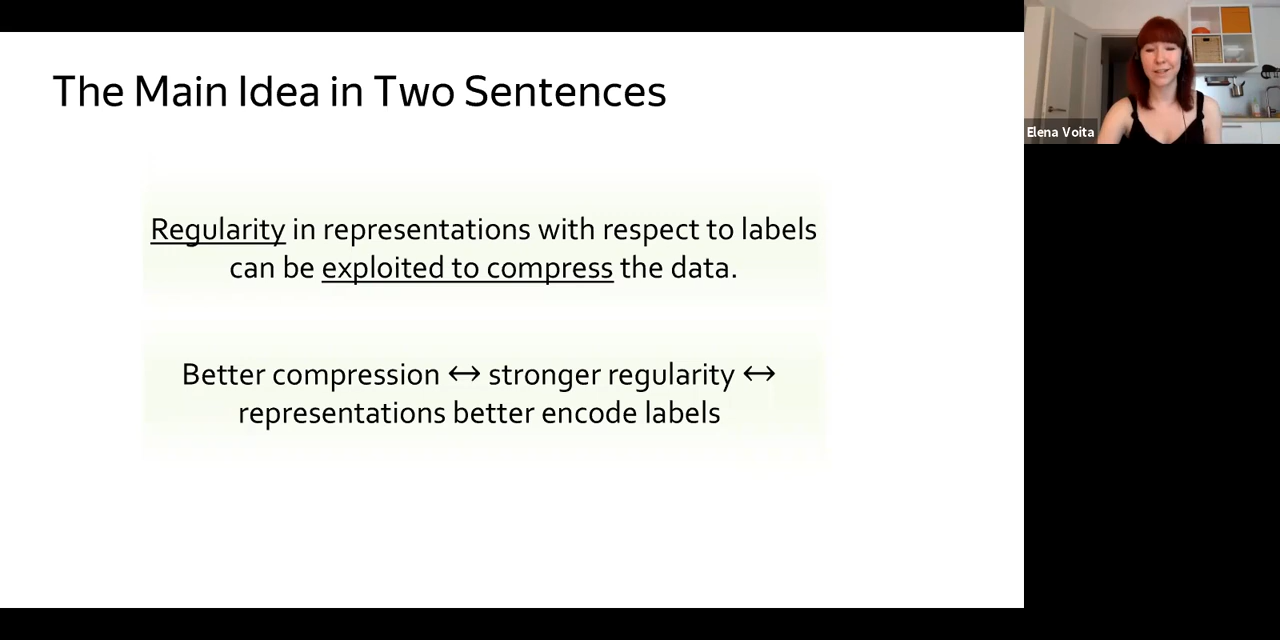 The Main Idea in Two Sentences
Regularity in representations with respect to labels
can be exploited to compress the data.
Better compression ↔ stronger regularity ↔
representations better encode labels
Elena Voita